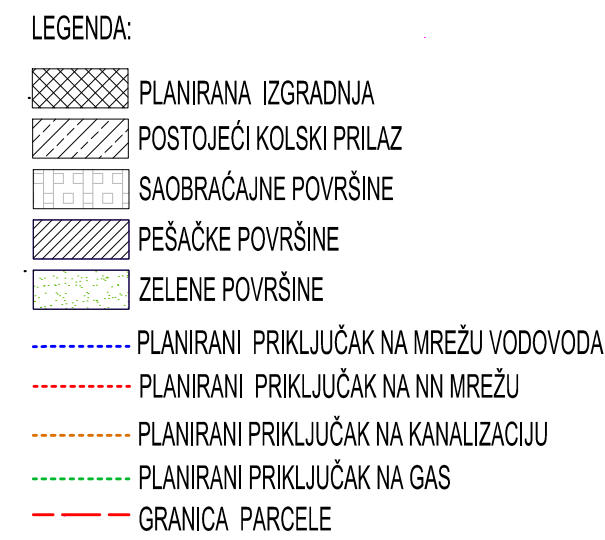 LEGENDA:
PLANIRANA IZGRADNJA
POSTOJEĆI KOLSKI PRILAZ
SAOBRAĆAJNE POVRŠINE
PEŠAČKE POVRŠINE
ZELENE POVRŠINE
PLANIRANI PRIKLJUČAK NA MREŽU VODOVODA
PLANIRANI PRIKLJUČAK NA NN MREŽU
PLANIRANI PRIKLJUČAK NA KANALIZACIJU
PLANIRANI PRIKLJUČAK NA GAS
GRANICA PARCELE